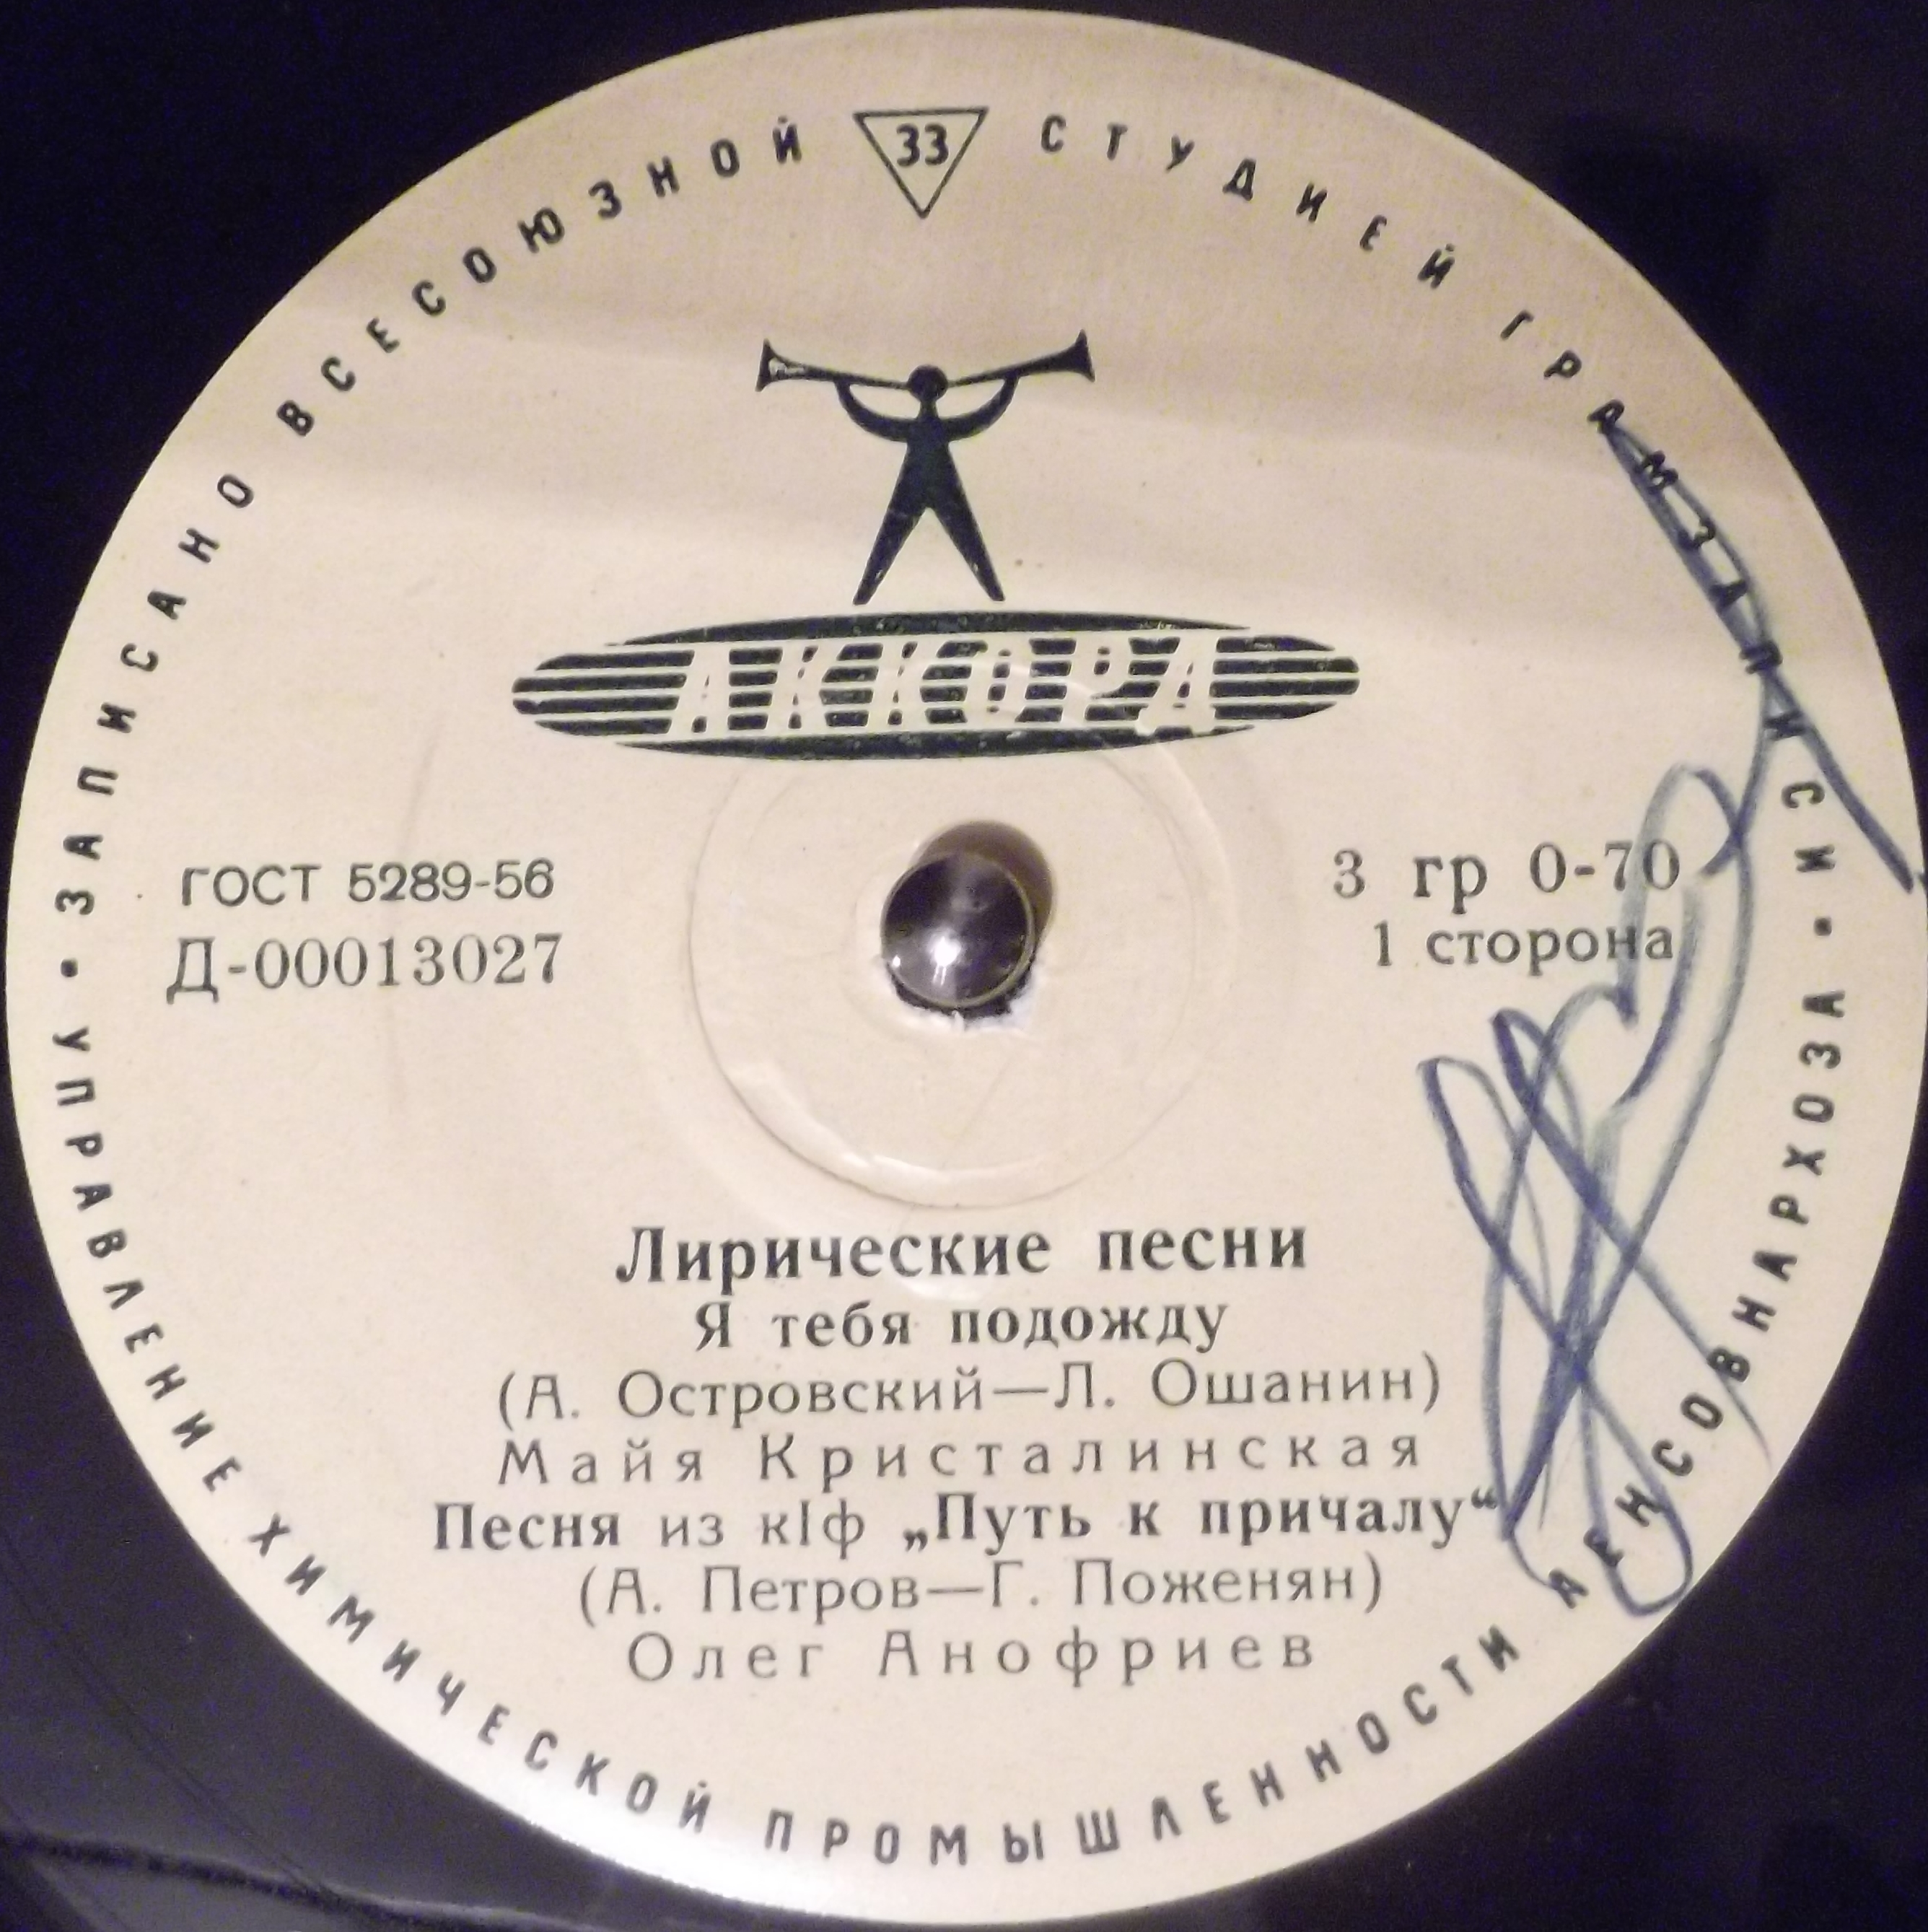 ЗАПИСАНО ВСЕСОЮЗНОЙ СТУДИЕЙ ГРАМЗАПИСИ
33
АККОРД
ГОСТ 5289-56
3 гр 0-70
Д-00013027
1 сторона
Лирические песни
Я тебя подожду
(А. Островский—Л. Ошанин)
Майя Кристалинская
Песня из к/ф „Путь к причалу“
(А. Петров—Г. Поженян)
Олег Анофриев
УПРАВЛЕНИЕ ХИМИЧЕСКОЙ ПРОМЫШЛЕННОСТИ ЛЕНСОВНАРХОЗА